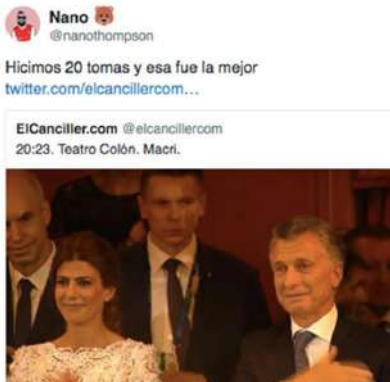 Nano 🐻
@nanothompson
Hicimos 20 tomas y esa fue la mejor
twitter.com/elcancillercom…
ElCanciller.com @elcancillercom
20:23. Teatro Colón. Macri.